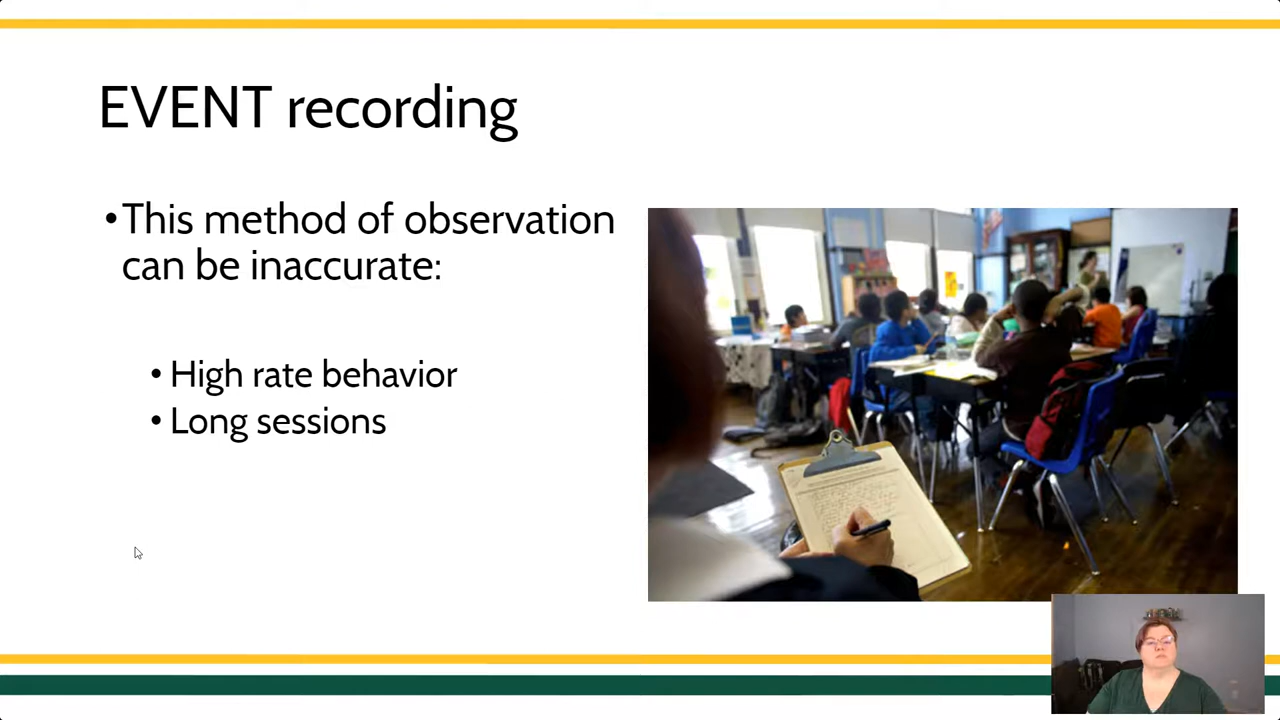 EVENT recording
•This method of observation
can be inaccurate:
• High rate behavior
• Long sessions